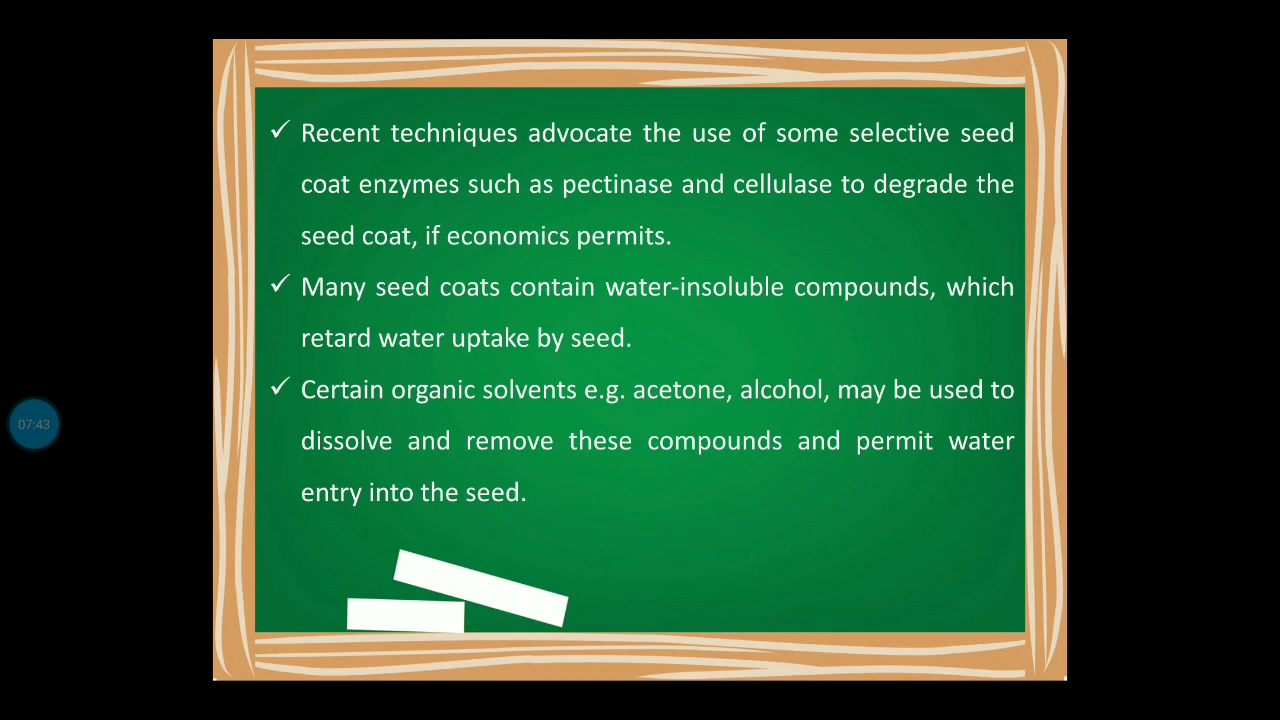 ✓ Recent techniques advocate the use of some selective seed
coat enzymes such as pectinase and cellulase to degrade the
seed coat, if economics permits.
✓ Many seed coats contain water-insoluble compounds, which
retard water uptake by seed.
✓ Certain organic solvents e.g. acetone, alcohol, may be used to
dissolve and remove these compounds and permit water
entry into the seed.
07:43